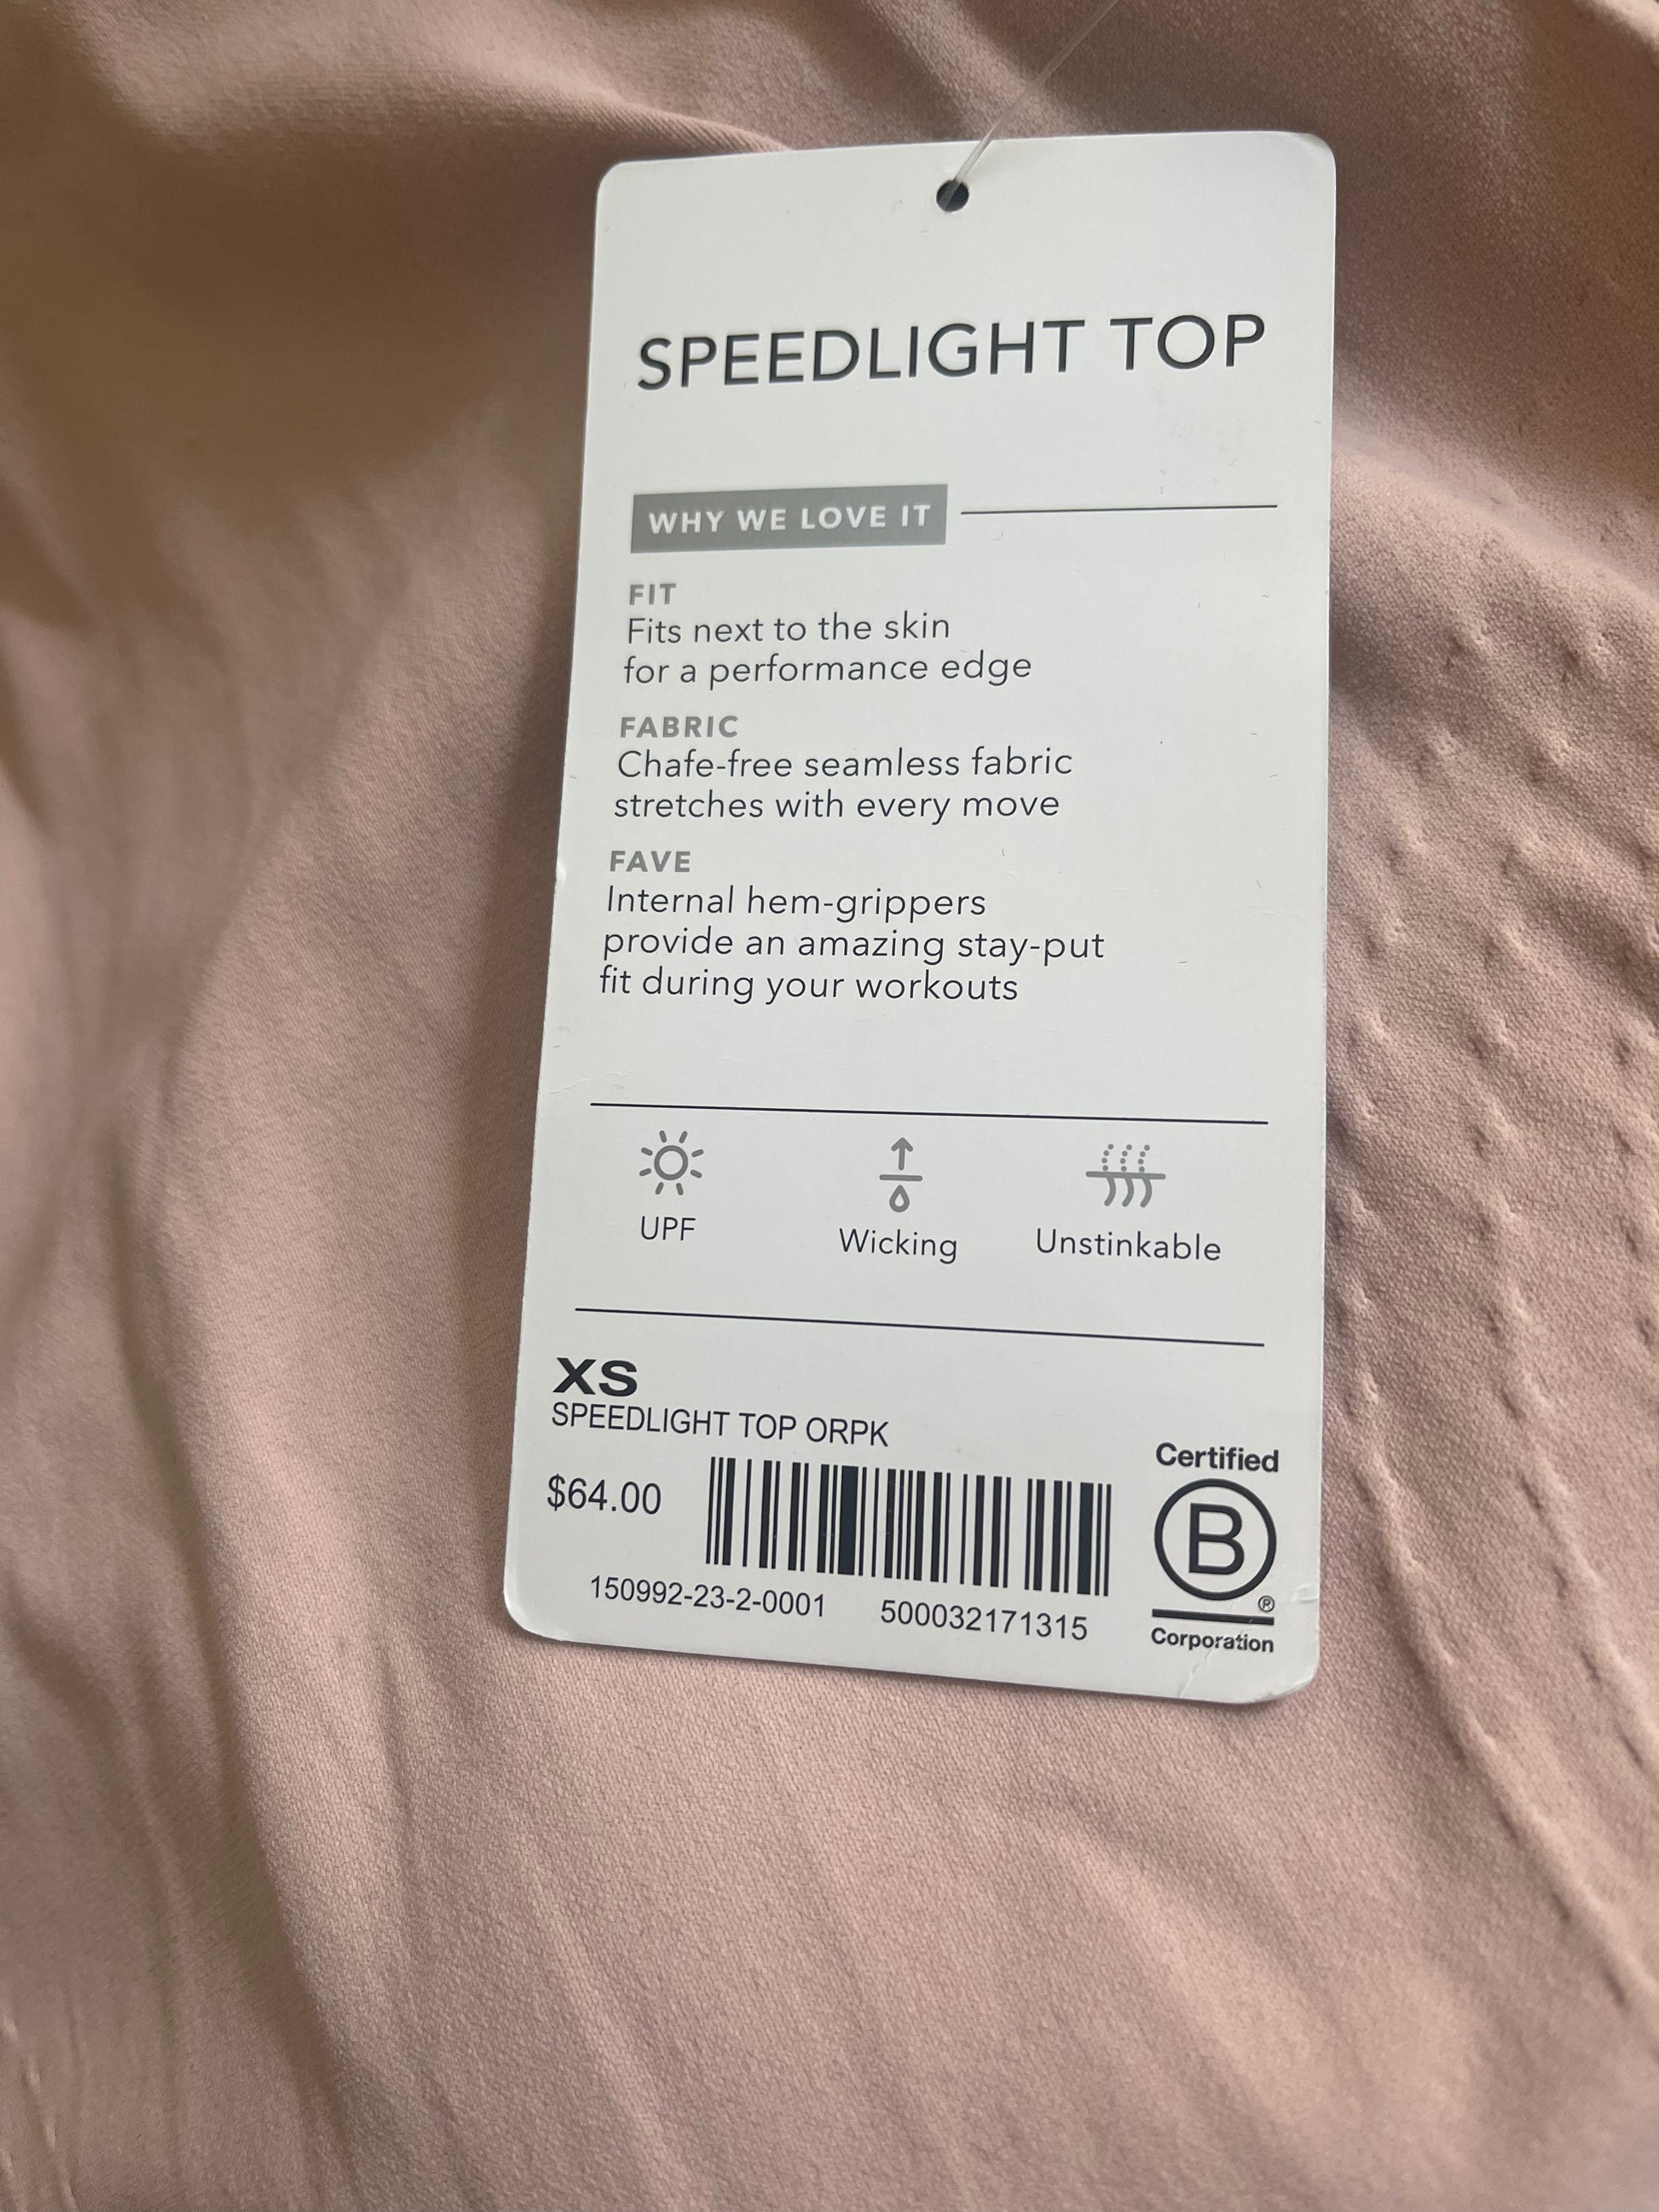 SPEEDLIGHT TOP
WHY WE LOVE IT
FIT
Fits next to the skin
for a performance edge
FABRIC
Chafe-free seamless fabric
stretches with every move
FAVE
Internal hem-grippers
provide an amazing stay-put
fit during your workouts
UPF
Wicking
Unstinkable
XS
SPEEDLIGHT TOP ORPK
$64.00
150992-23-2-0001 500032171315
Certified
B
®
Corporation